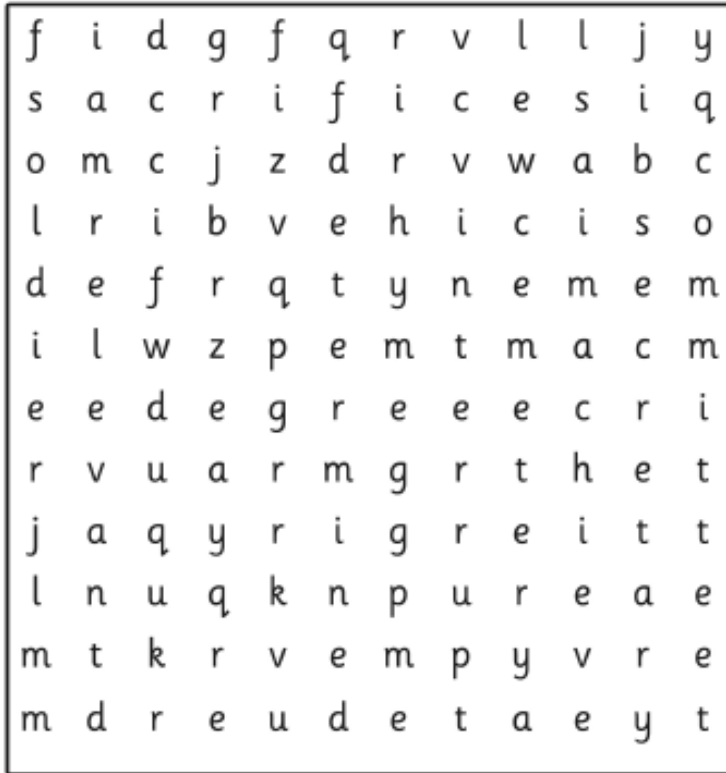 f i d g f q r v l l j y
s a c r i f i c e s i q
o m c j z d r v w a b c
l r i b v e h i c i s o
d e f r q t y n e m e m
i l w z p e m t m a c m
e e d e g r e e e c r i
r v u a r m g r t h e t
j a q y r i g r e i t t
l n u q k n p u r e a e
m t k r v e m p y v r e
m d r e u d e t a e y t